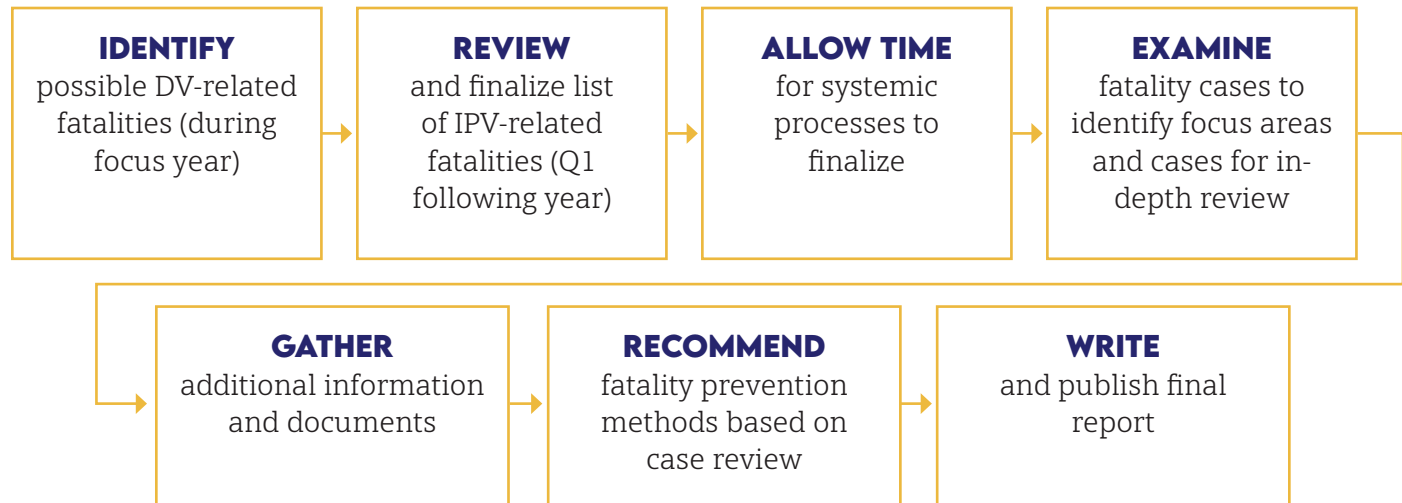 IDENTIFY
possible DV-related
fatalities (during
focus year)
REVIEW
and finalize list
of IPV-related
fatalities (Q1
following year)
ALLOW TIME
for systemic
processes to
finalize
EXAMINE
fatality cases to
identify focus areas
and cases for in-
depth review
GATHER
additional information
and documents
RECOMMEND
fatality prevention
methods based on
case review
WRITE
and publish final
report